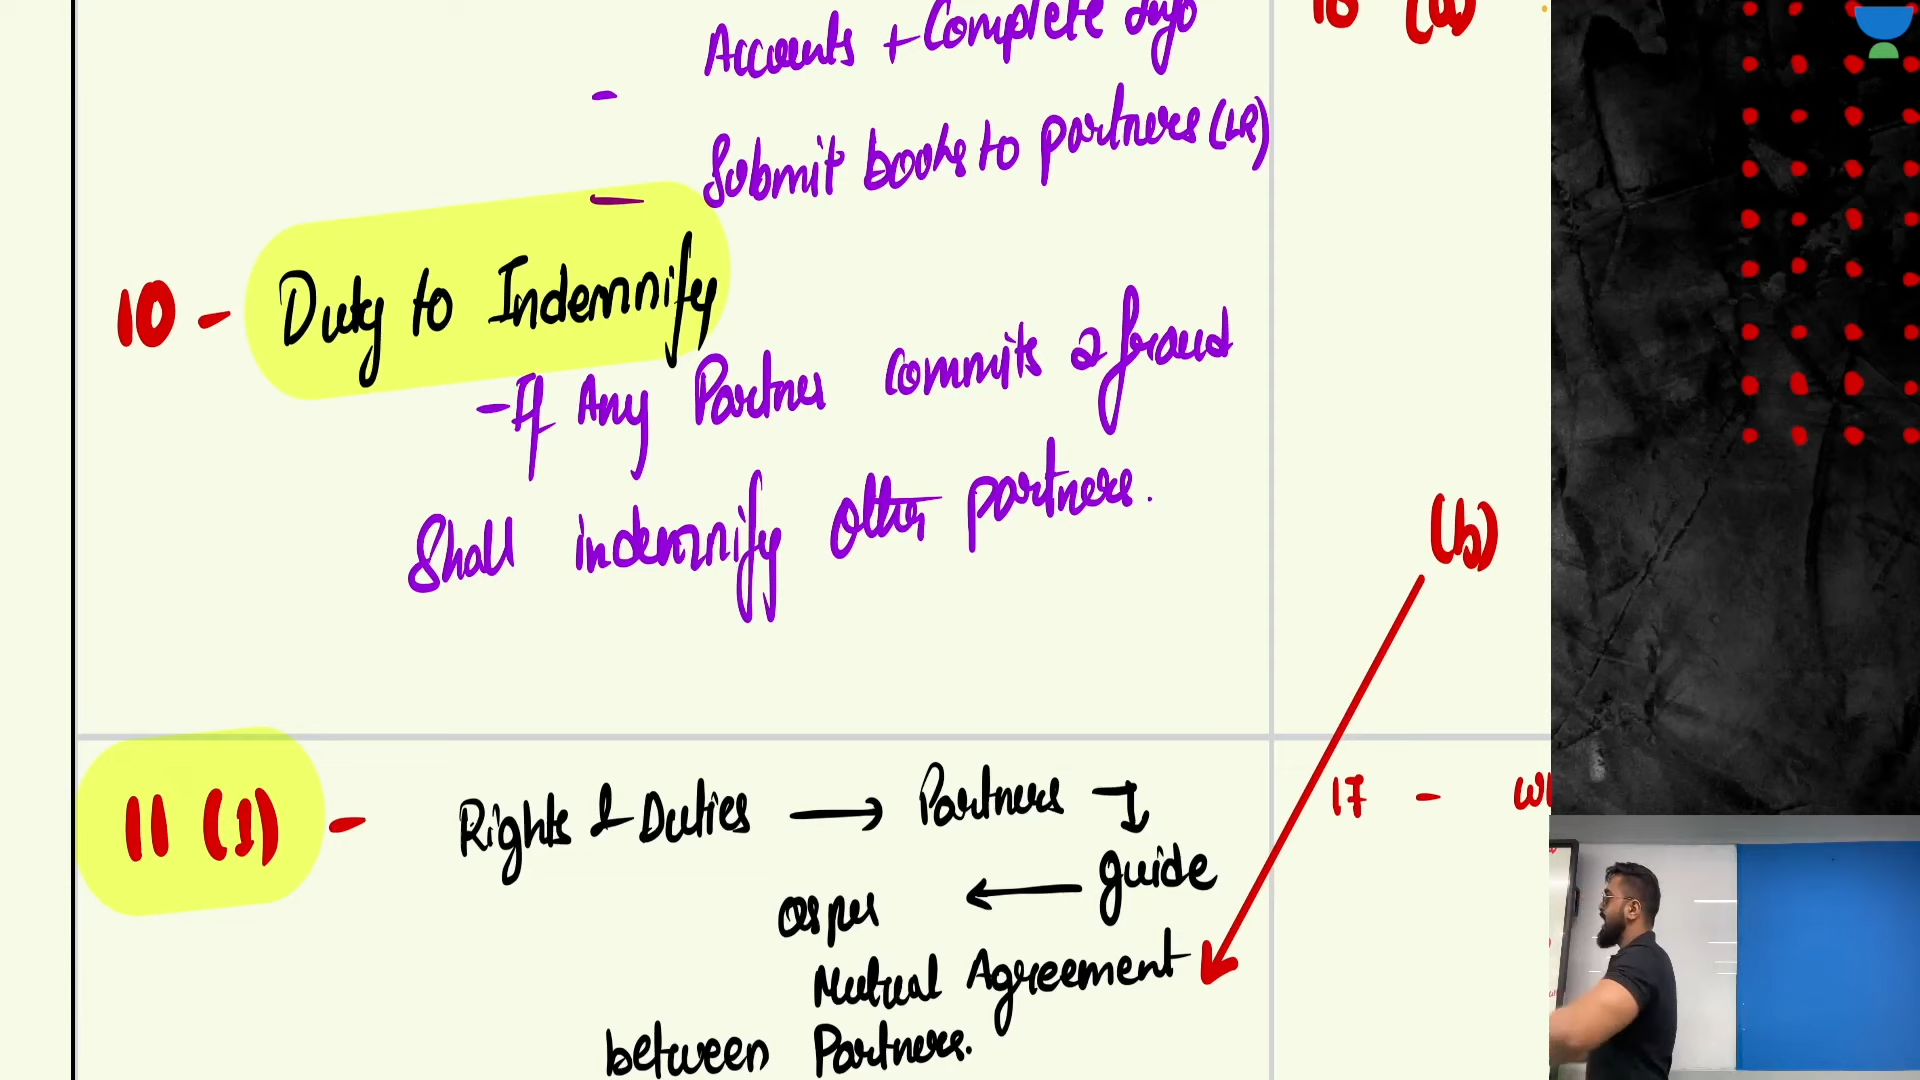 Accounts + Complete Info
- Submit books to partners (LR)
10 - Duty to Indemnify
- If Any Partner commits a fraud
Shall indemnify other partners.
(b)
11 (1) - Rights & Duties → Partners
guide
as per
Mutual Agreement
between Partners.
17 -